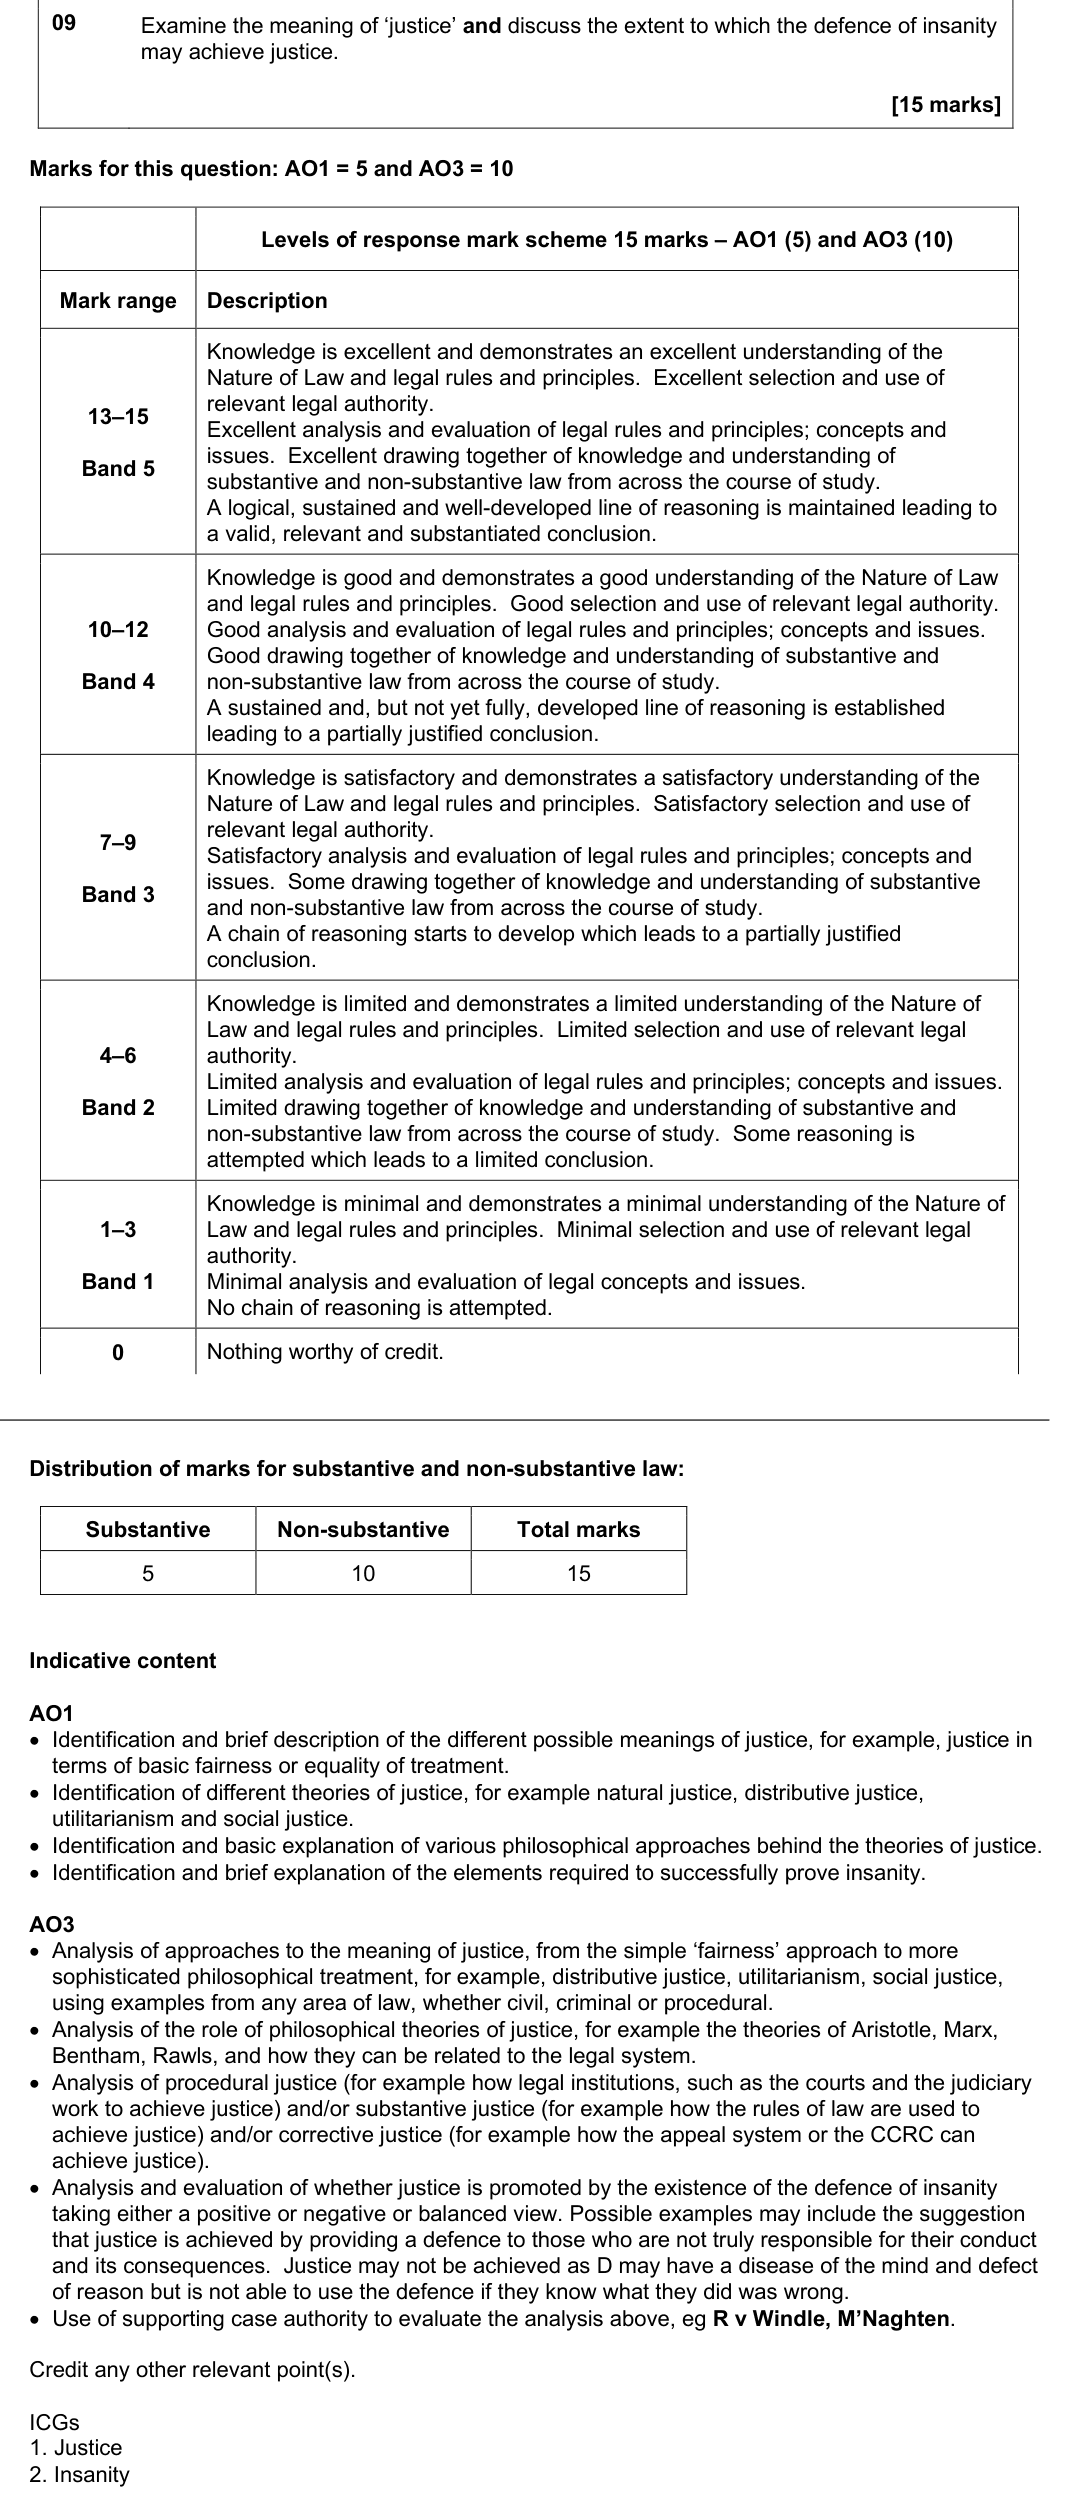 09
Examine the meaning of ‘justice’ and discuss the extent to which the defence of insanity
may achieve justice.
[15 marks]
Marks for this question: AO1 = 5 and AO3 = 10
Levels of response mark scheme 15 marks – AO1 (5) and AO3 (10)
Mark range
Description
13–15
Band 5
Knowledge is excellent and demonstrates an excellent understanding of the
Nature of Law and legal rules and principles. Excellent selection and use of
relevant legal authority.
Excellent analysis and evaluation of legal rules and principles; concepts and
issues. Excellent drawing together of knowledge and understanding of
substantive and non-substantive law from across the course of study.
A logical, sustained and well-developed line of reasoning is maintained leading to
a valid, relevant and substantiated conclusion.
10–12
Band 4
Knowledge is good and demonstrates a good understanding of the Nature of Law
and legal rules and principles. Good selection and use of relevant legal authority.
Good analysis and evaluation of legal rules and principles; concepts and issues.
Good drawing together of knowledge and understanding of substantive and
non-substantive law from across the course of study.
A sustained and, but not yet fully, developed line of reasoning is established
leading to a partially justified conclusion.
7–9
Band 3
Knowledge is satisfactory and demonstrates a satisfactory understanding of the
Nature of Law and legal rules and principles. Satisfactory selection and use of
relevant legal authority.
Satisfactory analysis and evaluation of legal rules and principles; concepts and
issues. Some drawing together of knowledge and understanding of substantive
and non-substantive law from across the course of study.
A chain of reasoning starts to develop which leads to a partially justified
conclusion.
4–6
Band 2
Knowledge is limited and demonstrates a limited understanding of the Nature of
Law and legal rules and principles. Limited selection and use of relevant legal
authority.
Limited analysis and evaluation of legal rules and principles; concepts and issues.
Limited drawing together of knowledge and understanding of substantive and
non-substantive law from across the course of study. Some reasoning is
attempted which leads to a limited conclusion.
1–3
Band 1
Knowledge is minimal and demonstrates a minimal understanding of the Nature of
Law and legal rules and principles. Minimal selection and use of relevant legal
authority.
Minimal analysis and evaluation of legal concepts and issues.
No chain of reasoning is attempted.
0
Nothing worthy of credit.
Distribution of marks for substantive and non-substantive law:
Substantive Non-substantive Total marks
5 10 15
Indicative content
AO1
• Identification and brief description of the different possible meanings of justice, for example, justice in
terms of basic fairness or equality of treatment.
• Identification of different theories of justice, for example natural justice, distributive justice,
utilitarianism and social justice.
• Identification and basic explanation of various philosophical approaches behind the theories of justice.
• Identification and brief explanation of the elements required to successfully prove insanity.
AO3
• Analysis of approaches to the meaning of justice, from the simple ‘fairness’ approach to more
sophisticated philosophical treatment, for example, distributive justice, utilitarianism, social justice,
using examples from any area of law, whether civil, criminal or procedural.
• Analysis of the role of philosophical theories of justice, for example the theories of Aristotle, Marx,
Bentham, Rawls, and how they can be related to the legal system.
• Analysis of procedural justice (for example how legal institutions, such as the courts and the judiciary
work to achieve justice) and/or substantive justice (for example how the rules of law are used to
achieve justice) and/or corrective justice (for example how the appeal system or the CCRC can
achieve justice).
• Analysis and evaluation of whether justice is promoted by the existence of the defence of insanity
taking either a positive or negative or balanced view. Possible examples may include the suggestion
that justice is achieved by providing a defence to those who are not truly responsible for their conduct
and its consequences. Justice may not be achieved as D may have a disease of the mind and defect
of reason but is not able to use the defence if they know what they did was wrong.
• Use of supporting case authority to evaluate the analysis above, eg R v Windle, M’Naghten.
Credit any other relevant point(s).
ICGs
1. Justice
2. Insanity